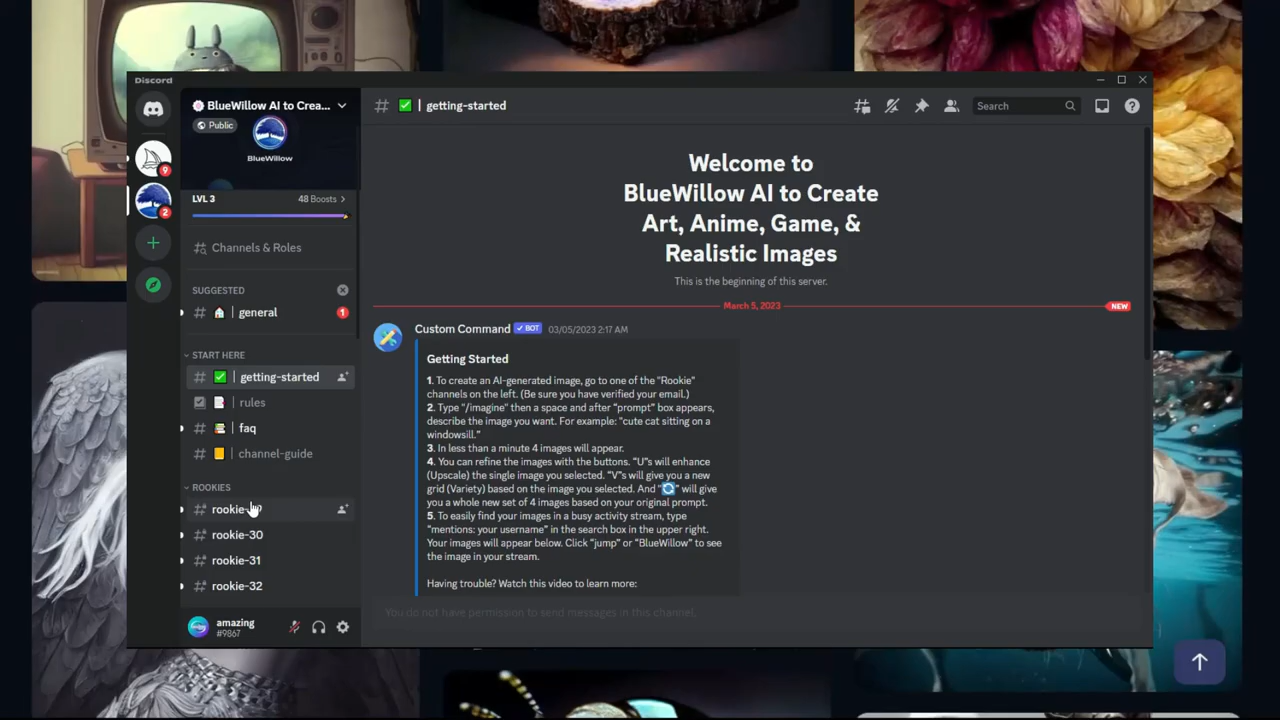 Discord
BlueWillow AI to Crea...
Public
BlueWillow
LVL 3
48 Boosts
Channels & Roles
SUGGESTED
general
1
START HERE
getting-started
rules
faq
channel-guide
ROOKIES
rookie-
rookie-30
rookie-31
rookie-32
amazing
#9867
9
2
getting-started
Search
Welcome to
BlueWillow AI to Create
Art, Anime, Game, &
Realistic Images
This is the beginning of this server.
March 5, 2023
NEW
Custom Command ✓ BOT 03/05/2023 2:17 AM
Getting Started
1. To create an AI-generated image, go to one of the "Rookie"
channels on the left. (Be sure you have verified your email.)
2. Type "/imagine" then a space and after "prompt" box appears,
describe the image you want. For example: "cute cat sitting on a
windowsill."
3. In less than a minute 4 images will appear.
4. You can refine the images with the buttons. "U"s will enhance
(Upscale) the single image you selected. "V"s will give you a new
grid (Variety) based on the image you selected. And "🔄" will give
you a whole new set of 4 images based on your original prompt.
5. To easily find your images in a busy activity stream, type
"mentions: your username" in the search box in the upper right.
Your images will appear below. Click "jump" or "BlueWillow" to see
the image in your stream.
Having trouble? Watch this video to learn more:
You do not have permission to send messages in this channel.